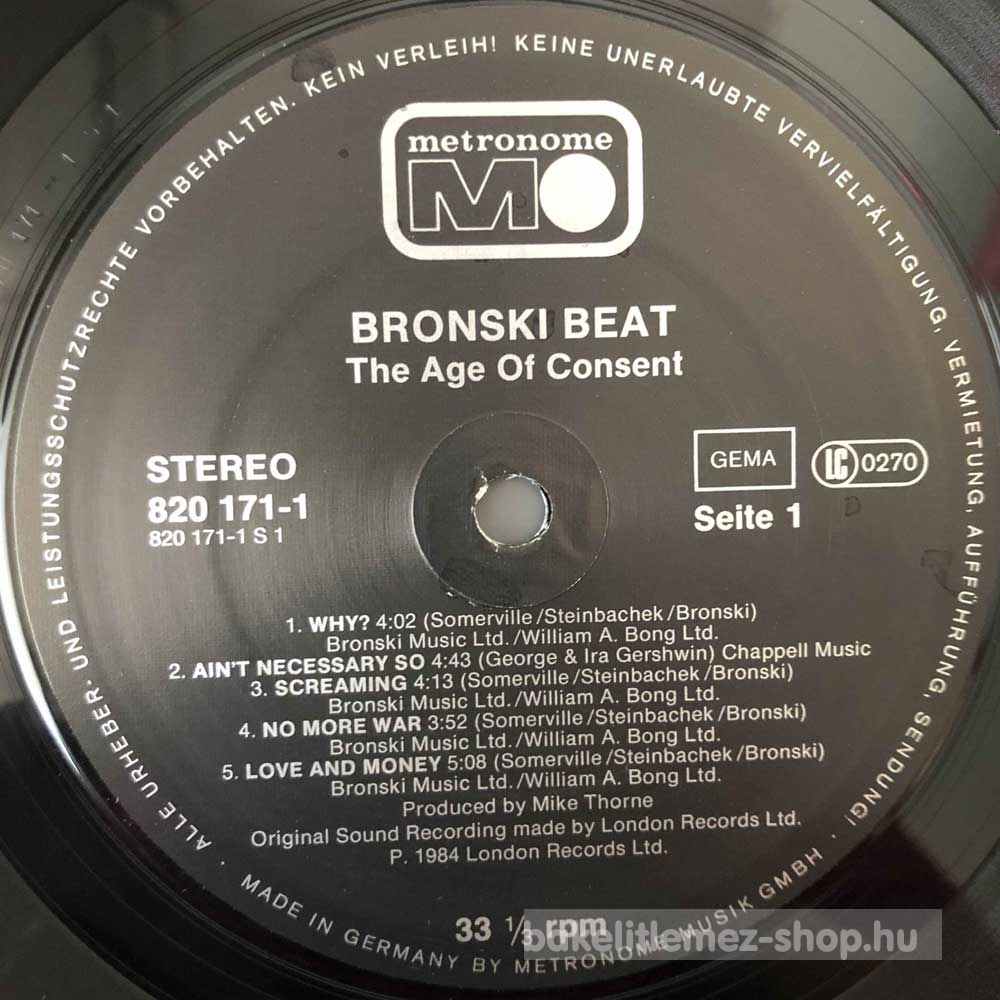 ALLE URHEBER- UND LEISTUNGSSCHUTZRECHTE VORBEHALTEN. KEIN VERLEIH! KEINE UNERLAUBTE VERVIELFÄLTIGUNG, VERMIETUNG, AUFFÜHRUNG, SENDUNG!
metronome
MO
BRONSKI BEAT
The Age Of Consent
STEREO
820 171-1
820 171-1 S 1
GEMA
LC 0270
Seite 1
1. WHY? 4:02 (Somerville/Steinbachek/Bronski)
Bronski Music Ltd./William A. Bong Ltd.
2. AIN'T NECESSARY SO 4:43 (George & Ira Gershwin) Chappell Music
3. SCREAMING 4:13 (Somerville/Steinbachek/Bronski)
Bronski Music Ltd./William A. Bong Ltd.
4. NO MORE WAR 3:52 (Somerville/Steinbachek/Bronski)
Bronski Music Ltd./William A. Bong Ltd.
5. LOVE AND MONEY 5:08 (Somerville/Steinbachek/Bronski)
Bronski Music Ltd./William A. Bong Ltd.
Produced by Mike Thorne
Original Sound Recording made by London Records Ltd.
P. 1984 London Records Ltd.
33 ⅓ rpm
MADE IN GERMANY BY METRONOME MUSIK GMBH
bakelitlemez-shop.hu